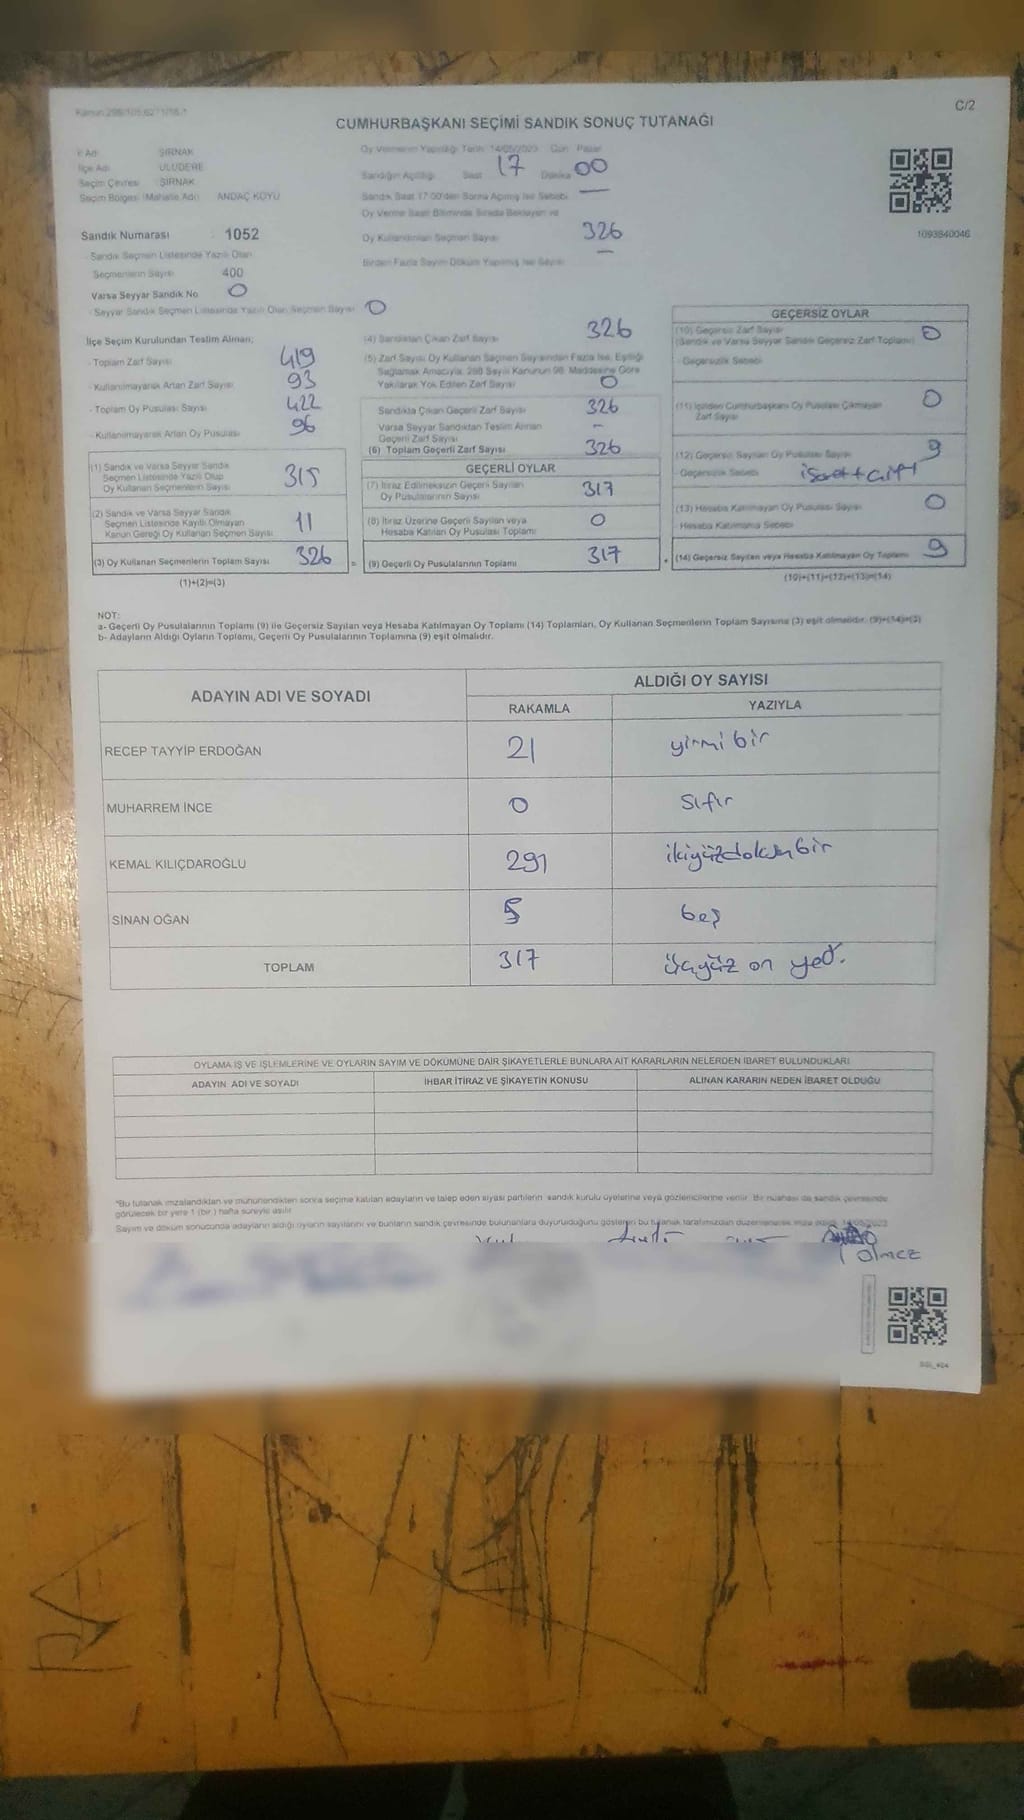 C/2
CUMHURBAŞKANI SEÇİMİ SANDIK SONUÇ TUTANAĞI
İl Adı ŞIRNAK
İlçe Adı ULUDERE
Seçim Çevresi ŞIRNAK
Seçim Bölgesi (Mahalle Adı) ANDAÇ KÖYÜ
Sandık Numarası 1052
Sandık Seçmen Listesinde Yazılı Olan
Seçmenlerin Sayısı 400
Varsa Seyyar Sandık No 0
Seyyar Sandık Seçmen Listesinde Yazılı Olan Seçmen Sayısı 0
Oy Vermenin Yapıldığı Tarih 14/05/2023 Gün Pazar
Sandığın Açıldığı Saat 17 Dakika 00
Sandık Saat 17:00'den Sonra Açılmış İse Sebebi —
Oy Verme Saati Bitiminde Sırada Bekleyen ve
Oy Kullandırılan Seçmen Sayısı 326
Birden Fazla Sayım Döküm Yapılmış İse Sayısı —
1093840046
İlçe Seçim Kurulundan Teslim Alınan;
- Toplam Zarf Sayısı 419
- Kullanılmayarak Artan Zarf Sayısı 93
- Toplam Oy Pusulası Sayısı 422
- Kullanılmayarak Artan Oy Pusulası 96
(1) Sandık ve Varsa Seyyar Sandık
Seçmen Listesinde Yazılı Olup
Oy Kullanan Seçmenlerin Sayısı 315
(2) Sandık ve Varsa Seyyar Sandık
Seçmen Listesinde Kayıtlı Olmayan
Kanun Gereği Oy Kullanan Seçmen Sayısı 11
(3) Oy Kullanan Seçmenlerin Toplam Sayısı 326
(1)+(2)=(3)
(4) Sandıktan Çıkan Zarf Sayısı 326
(5) Zarf Sayısı Oy Kullanan Seçmen Sayısından Fazla İse, Eşitliği
Sağlamak Amacıyla, 298 Sayılı Kanunun 98. Maddesine Göre
Yakılarak Yok Edilen Zarf Sayısı 0
Sandıkta Çıkan Geçerli Zarf Sayısı 326
Varsa Seyyar Sandıktan Teslim Alınan
Geçerli Zarf Sayısı -
(6) Toplam Geçerli Zarf Sayısı 326
GEÇERLİ OYLAR
(7) İtiraz Edilmeksizin Geçerli Sayılan
Oy Pusulalarının Sayısı 317
(8) İtiraz Üzerine Geçerli Sayılan veya
Hesaba Katılan Oy Pusulası Toplamı 0
(9) Geçerli Oy Pusulalarının Toplamı 317
GEÇERSİZ OYLAR
(10) Geçersiz Zarf Sayısı
(Sandık ve Varsa Seyyar Sandık Geçersiz Zarf Toplamı) 0
- Geçersizlik Sebebi
(11) İçinden Cumhurbaşkanı Oy Pusulası Çıkmayan
Zarf Sayısı 0
(12) Geçersiz Sayılan Oy Pusulası Sayısı 9
- Geçersizlik Sebebi
(13) Hesaba Katılmayan Oy Pusulası Sayısı 0
Hesaba Katılmama Sebebi
(14) Geçersiz Sayılan veya Hesaba Katılmayan Oy Toplamı 9
(10)+(11)+(12)+(13)=(14)
NOT:
a- Geçerli Oy Pusulalarının Toplamı (9) ile Geçersiz Sayılan veya Hesaba Katılmayan Oy Toplamı (14) Toplamları, Oy Kullanan Seçmenlerin Toplam Sayısına (3) eşit olmalıdır. (9)+(14)=(3)
b- Adayların Aldığı Oyların Toplamı, Geçerli Oy Pusulalarının Toplamına (9) eşit olmalıdır.
ADAYIN ADI VE SOYADI ALDIĞI OY SAYISI
RAKAMLA YAZIYLA
RECEP TAYYİP ERDOĞAN 21 yirmi bir
MUHARREM İNCE 0 sıfır
KEMAL KILIÇDAROĞLU 291 ikiyüzdoksanbir
SİNAN OĞAN 5 beş
TOPLAM 317 üçyüz on yedi
OYLAMA İŞ VE İŞLEMLERİNE VE OYLARIN SAYIM VE DÖKÜMÜNE DAİR ŞİKAYETLERLE BUNLARA AİT KARARLARIN NELERDEN İBARET BULUNDUKLARI
ADAYIN ADI VE SOYADI İHBAR İTİRAZ VE ŞİKAYETİN KONUSU ALINAN KARARIN NEDEN İBARET OLDUĞU
*Bu tutanak imzalandıktan ve mühürlendikten sonra seçime katılan adayların ve talep eden siyasi partilerin sandık kurulu üyelerine veya gözlemcilerine verilir. Bir nüshası da sandık çevresinde
görülecek bir yere 1 (bir) hafta süreyle asılır.
Sayım ve döküm sonucunda adayların aldığı oyların sayılarını ve bunların sandık çevresinde bulunanlara duyurulduğunu gösteren bu tutanak tarafımızdan düzenlenerek imza edildi. 14/05/2023
Ölmez